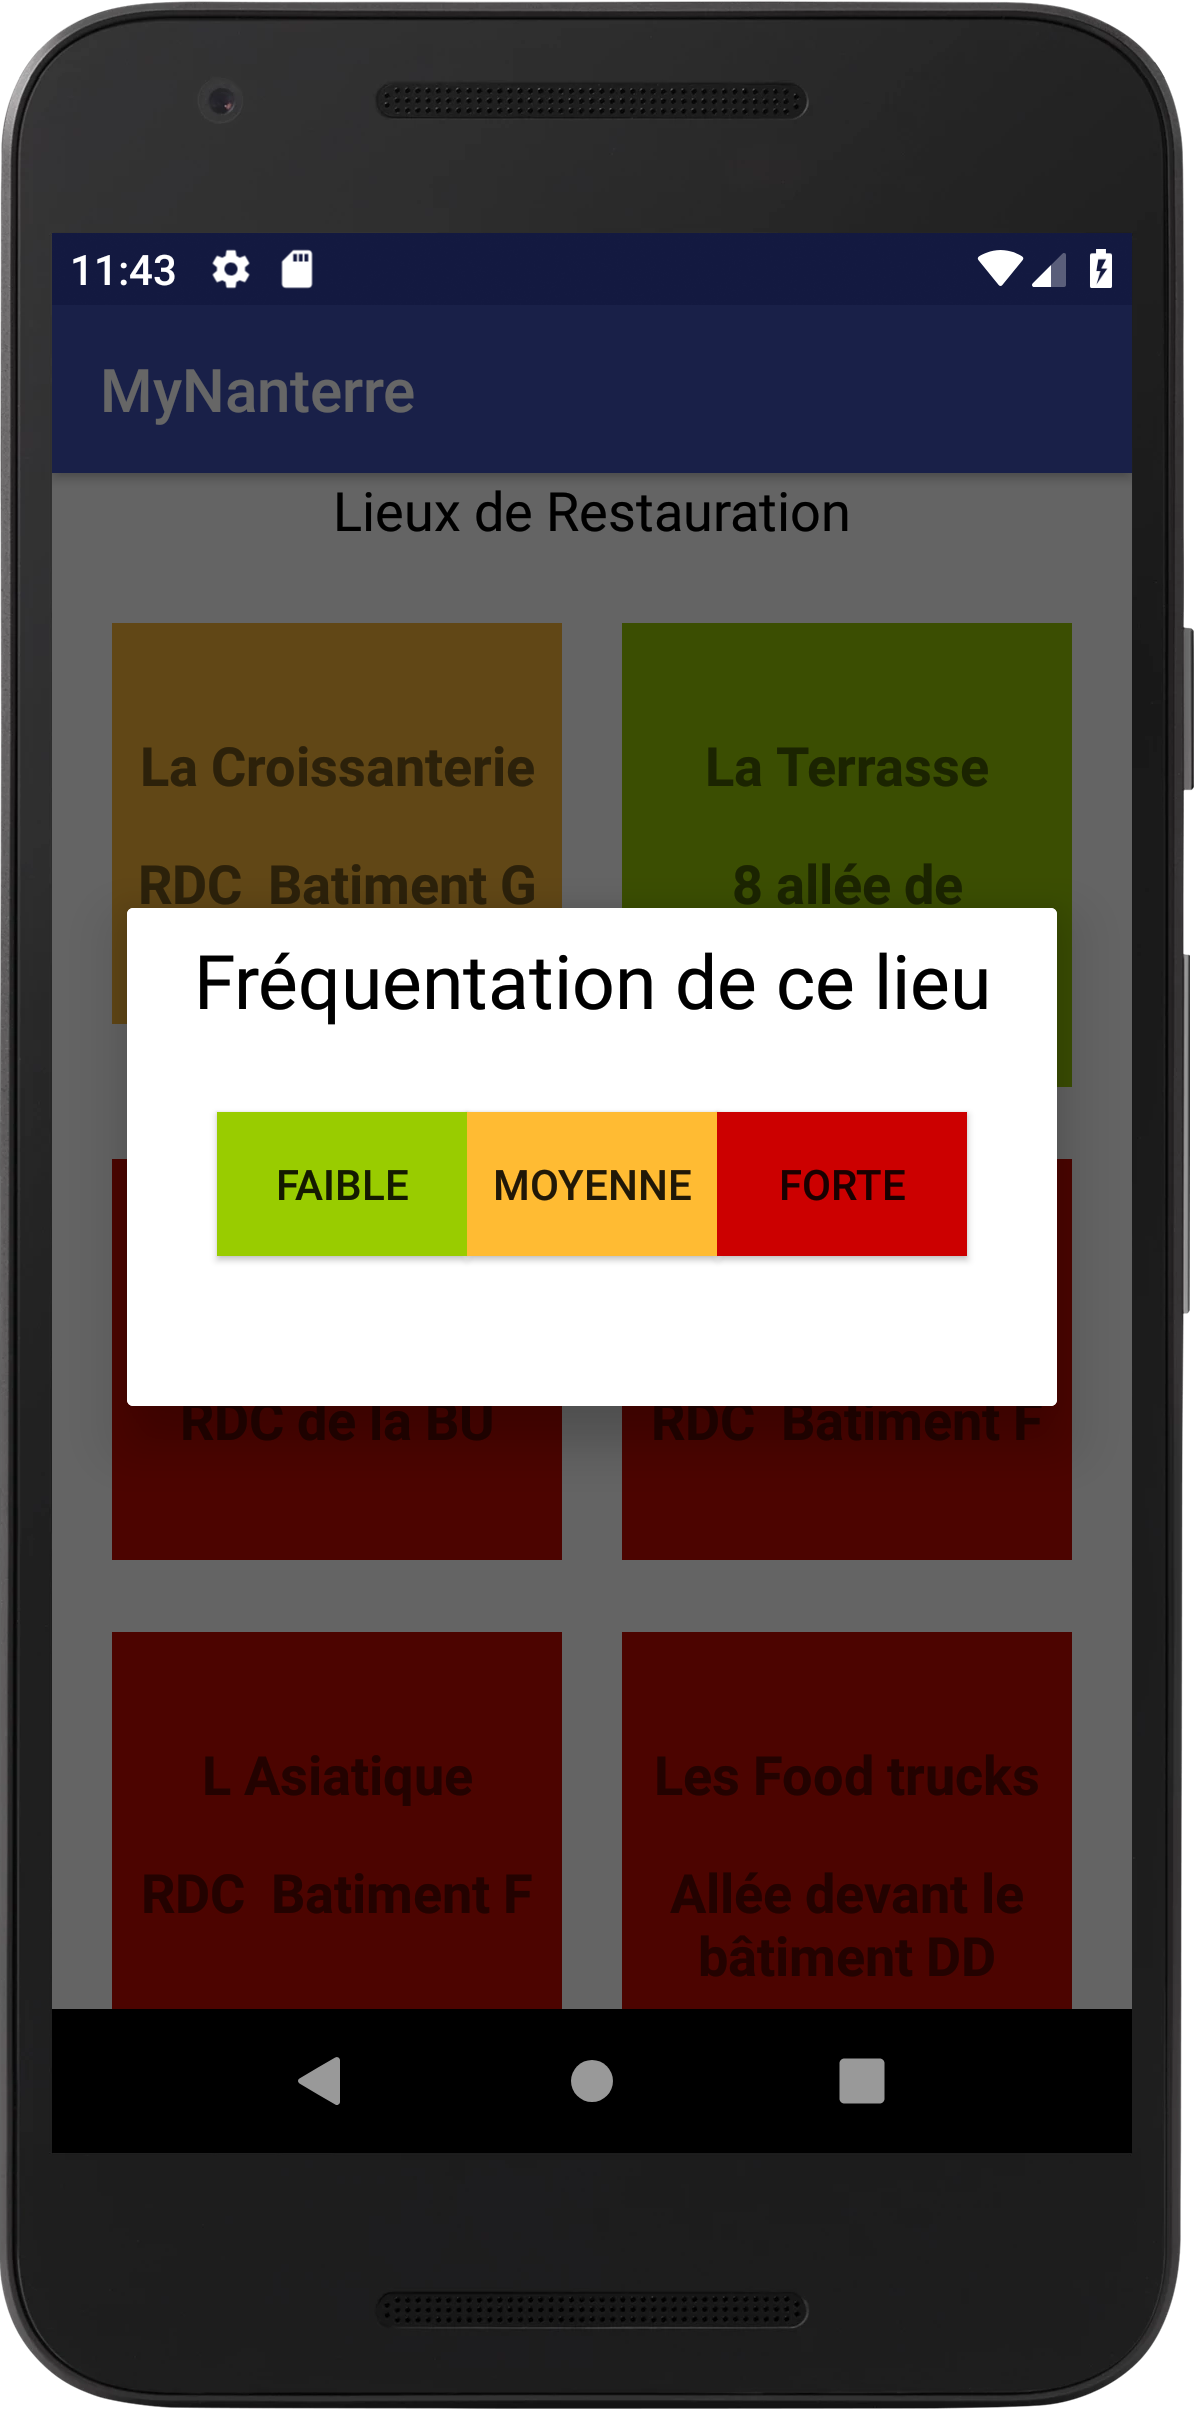 11:43
MyNanterre
Lieux de Restauration
La Croissanterie
RDC  Batiment G
La Terrasse
8 allée de
Fréquentation de ce lieu
FAIBLE
MOYENNE
FORTE
RDC de la BU
RDC  Batiment F
L Asiatique
RDC  Batiment F
Les Food trucks
Allée devant le
bâtiment DD